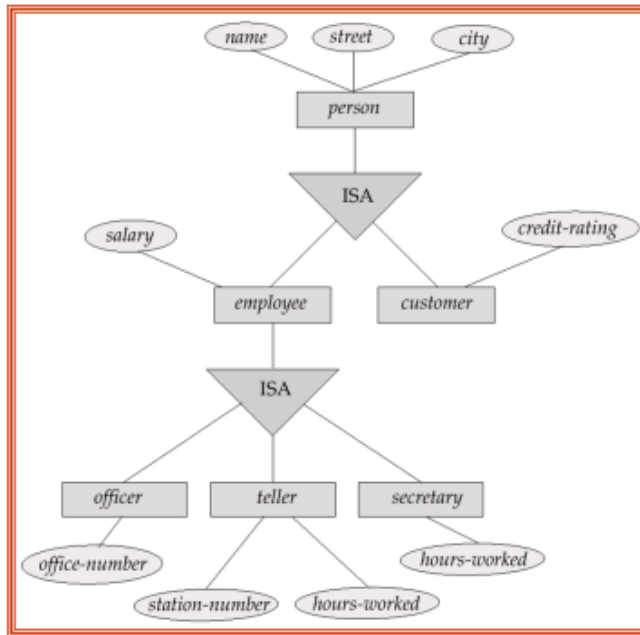 name street city
person
ISA
salary credit-rating
employee customer
ISA
officer teller secretary
office-number hours-worked
station-number hours-worked